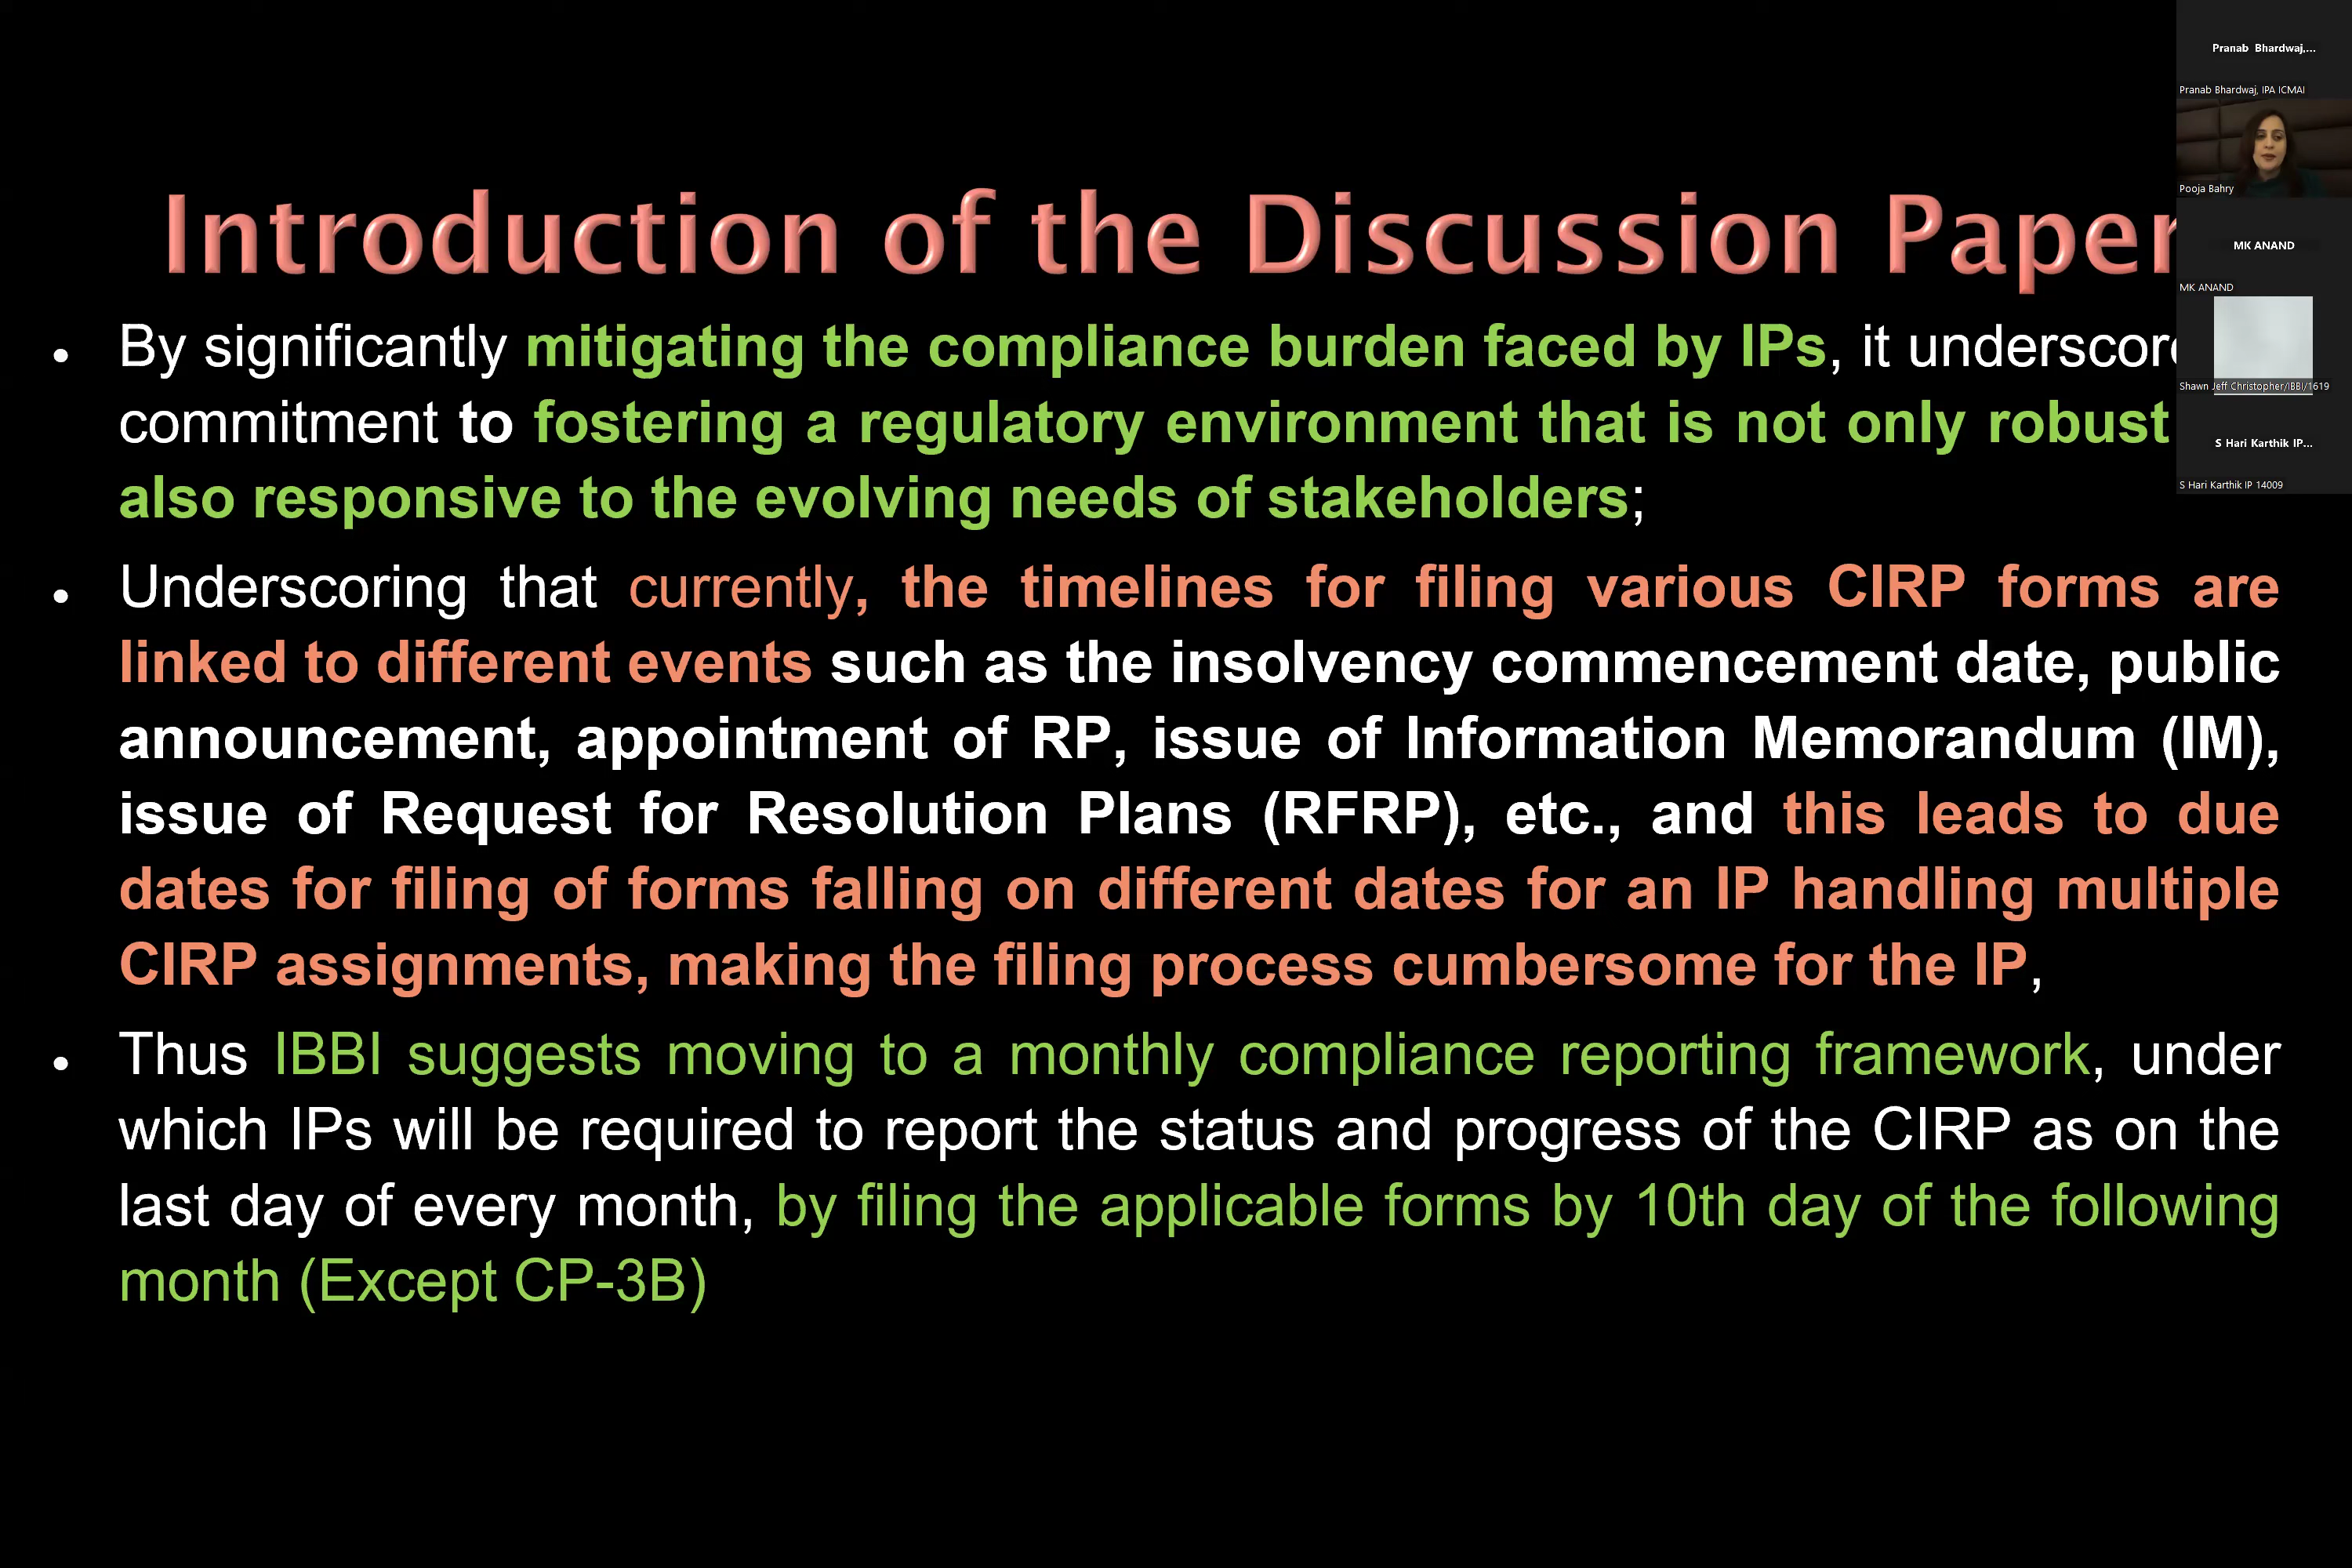 Introduction of the Discussion Paper
• By significantly mitigating the compliance burden faced by IPs, it underscor
commitment to fostering a regulatory environment that is not only robust
also responsive to the evolving needs of stakeholders;
• Underscoring that currently, the timelines for filing various CIRP forms are
linked to different events such as the insolvency commencement date, public
announcement, appointment of RP, issue of Information Memorandum (IM),
issue of Request for Resolution Plans (RFRP), etc., and this leads to due
dates for filing of forms falling on different dates for an IP handling multiple
CIRP assignments, making the filing process cumbersome for the IP,
• Thus IBBI suggests moving to a monthly compliance reporting framework, under
which IPs will be required to report the status and progress of the CIRP as on the
last day of every month, by filing the applicable forms by 10th day of the following
month (Except CP-3B)
Pranab Bhardwaj,...
Pranab Bhardwaj, IPA ICMAI
Pooja Bahry
MK ANAND
MK ANAND
Shawn Jeff Christopher/IBBI/1619
S Hari Karthik IP...
S Hari Karthik IP 14009